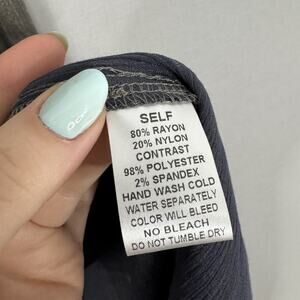 SELF
80% RAYON
20% NYLON
CONTRAST
98% POLYESTER
2% SPANDEX
HAND WASH COLD
WATER SEPARATELY
COLOR WILL BLEED
NO BLEACH
DO NOT TUMBLE DRY